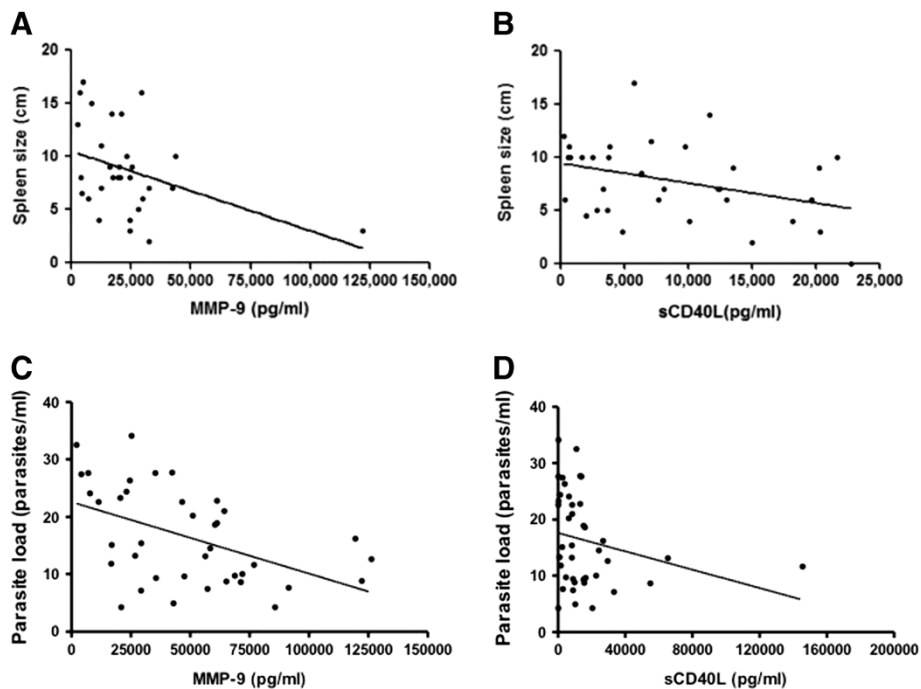 A
Spleen size (cm)
20
15
10
5
0
0 25,000 50,000 75,000 100,000 125,000 150,000
MMP-9 (pg/ml)
B
Spleen size (cm)
20
15
10
5
0
0 5,000 10,000 15,000 20,000 25,000
sCD40L(pg/ml)
C
Parasite load (parasites/ml)
40
30
20
10
0
0 25000 50000 75000 100000 125000 150000
MMP-9 (pg/ml)
D
Parasite load (parasites/ml)
40
30
20
10
0
0 40000 80000 120000 160000 200000
sCD40L (pg/ml)